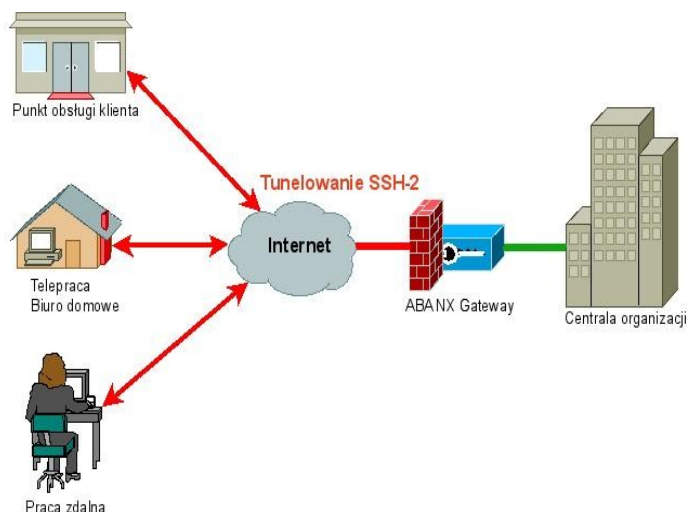 Punkt obsługi klienta
Tunelowanie SSH-2
Internet
Telepraca
Biuro domowe
ABANX Gateway
Centrala organizacji
Praca zdalna